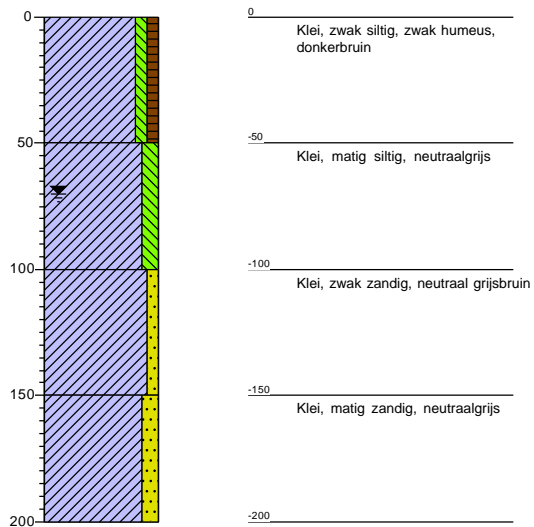 0
50
100
150
200
0
Klei, zwak siltig, zwak humeus,
donkerbruin
-50
Klei, matig siltig, neutraalgrijs
-100
Klei, zwak zandig, neutraal grijsbruin
-150
Klei, matig zandig, neutraalgrijs
-200